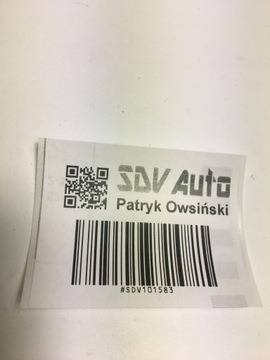 SDV Auto
Patryk Owsiński
#SDV101583